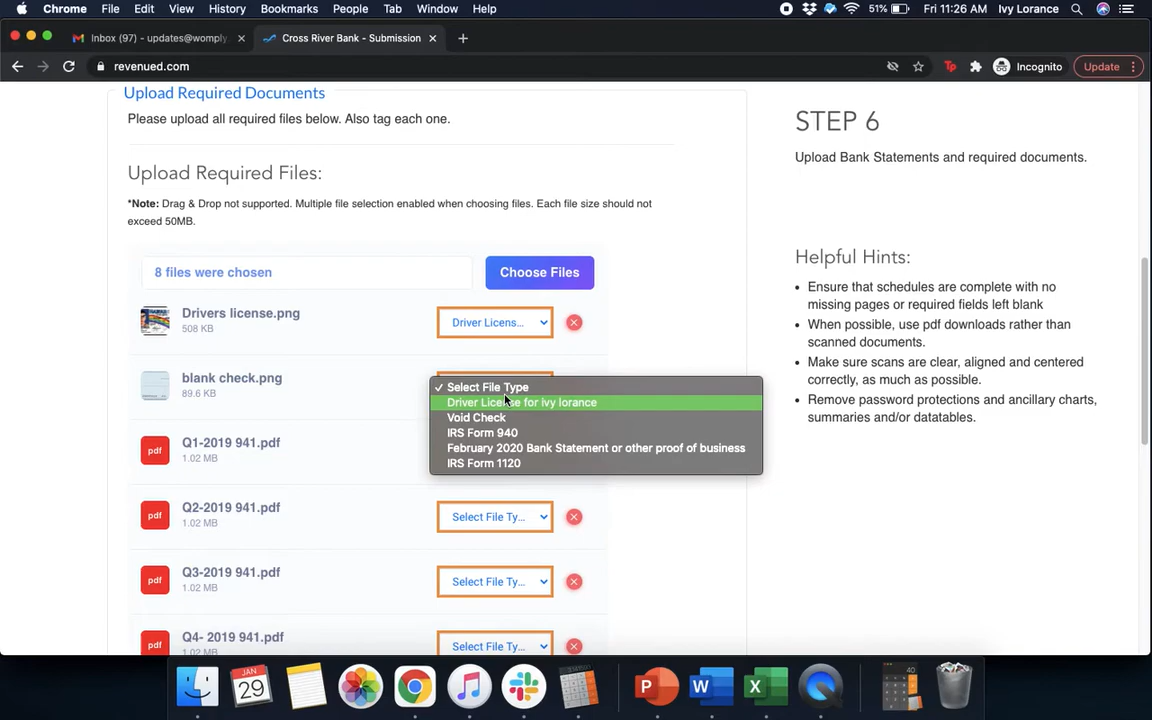 Chrome File Edit View History Bookmarks People Tab Window Help 51% Fri 11:26 AM Ivy Lorance
Inbox (97) - updates@womply. Cross River Bank - Submission
revenued.com Incognito Update
Upload Required Documents
Please upload all required files below. Also tag each one.
Upload Required Files:
*Note: Drag & Drop not supported. Multiple file selection enabled when choosing files. Each file size should not
exceed 50MB.
8 files were chosen Choose Files
Drivers license.png
508 KB
Driver Licens...
blank check.png
89.6 KB
Select File Type
Driver License for ivy lorance
Void Check
IRS Form 940
February 2020 Bank Statement or other proof of business
IRS Form 1120
pdf
Q1-2019 941.pdf
1.02 MB
pdf
Q2-2019 941.pdf
1.02 MB
Select File Ty...
pdf
Q3-2019 941.pdf
1.02 MB
Select File Ty...
pdf
Q4- 2019 941.pdf
1.02 MB
Select File Ty...
STEP 6
Upload Bank Statements and required documents.
Helpful Hints:
Ensure that schedules are complete with no
missing pages or required fields left blank
When possible, use pdf downloads rather than
scanned documents.
Make sure scans are clear, aligned and centered
correctly, as much as possible.
Remove password protections and ancillary charts,
summaries and/or datatables.
JAN
29
P
W
X
40